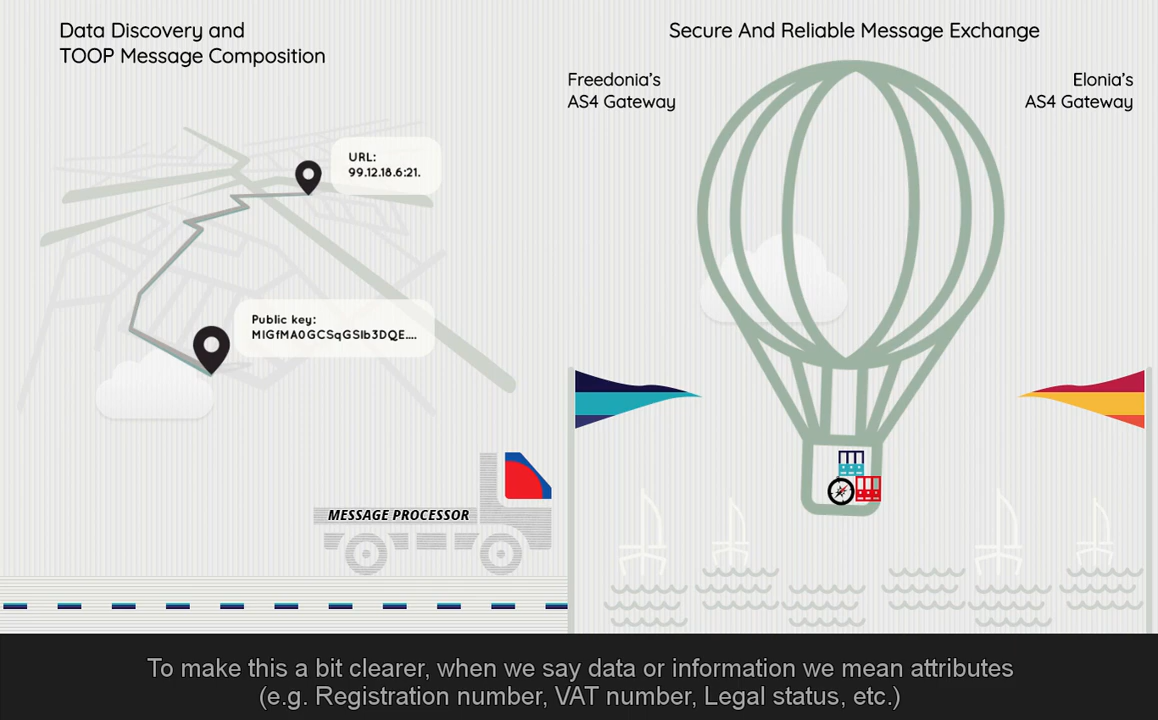 Data Discovery and
TOOP Message Composition
Secure And Reliable Message Exchange
Freedonia's
AS4 Gateway
Elonia's
AS4 Gateway
URL:
99.12.18.6:21.
Public key:
MIGfMA0GCSqGSIb3DQE....
MESSAGE PROCESSOR
To make this a bit clearer, when we say data or information we mean attributes
(e.g. Registration number, VAT number, Legal status, etc.)